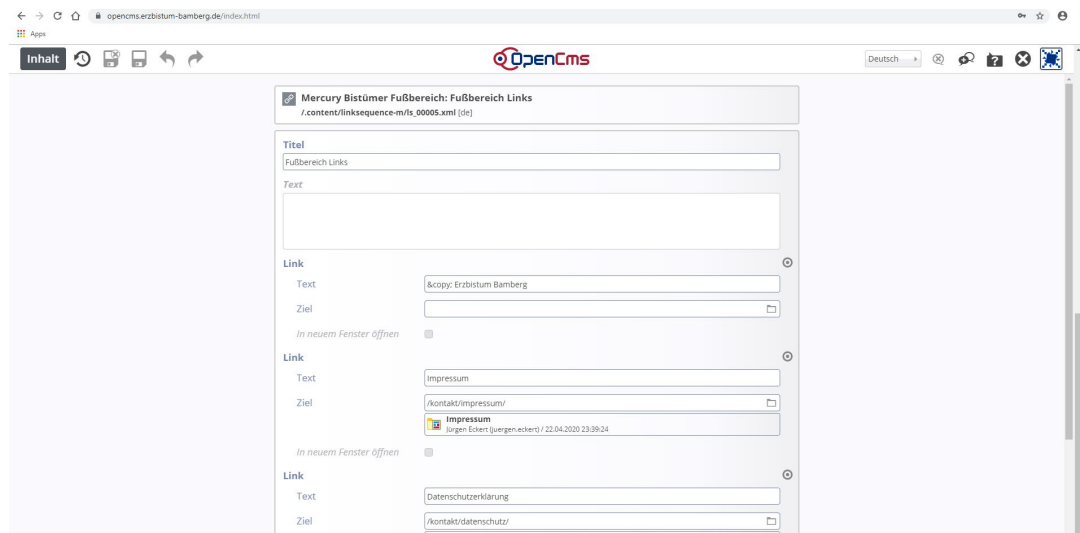 opencms.erzbistum-bamberg.de/index.html
Apps
Inhalt
OpenCms
Deutsch
Mercury Bistümer Fußbereich: Fußbereich Links
/.content/linksequence-m/ls_00005.xml [de]
Titel
Fußbereich Links
Text
Link
Text &copy; Erzbistum Bamberg
Ziel
In neuem Fenster öffnen
Link
Text Impressum
Ziel /kontakt/impressum/
Impressum
Jürgen Eckert (juergen.eckert) / 22.04.2020 23:39:24
In neuem Fenster öffnen
Link
Text Datenschutzerklärung
Ziel /kontakt/datenschutz/